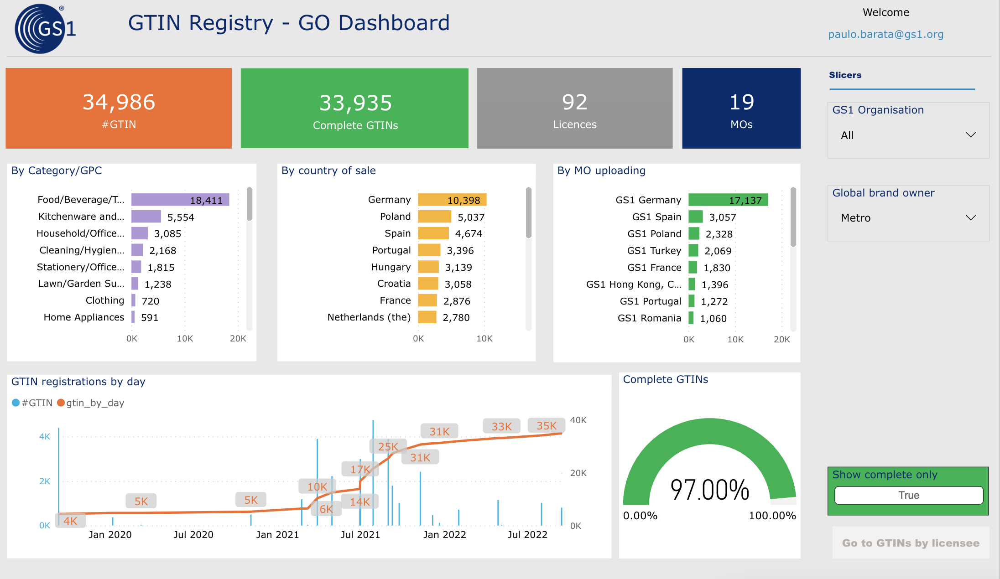 GS1 ®
GTIN Registry - GO Dashboard
Welcome
paulo.barata@gs1.org
34,986
#GTIN
33,935
Complete GTINs
92
Licences
19
MOs
Slicers
GS1 Organisation
All
Global brand owner
Metro
By Category/GPC
Food/Beverage/T... 18,411
Kitchenware and... 5,554
Household/Office... 3,085
Cleaning/Hygien... 2,168
Stationery/Office... 1,815
Lawn/Garden Su... 1,238
Clothing 720
Home Appliances 591
0K 10K 20K
By country of sale
Germany 10,398
Poland 5,037
Spain 4,674
Portugal 3,396
Hungary 3,139
Croatia 3,058
France 2,876
Netherlands (the) 2,780
0K 10K
By MO uploading
GS1 Germany 17,137
GS1 Spain 3,057
GS1 Poland 2,328
GS1 Turkey 2,069
GS1 France 1,830
GS1 Hong Kong, C... 1,396
GS1 Portugal 1,272
GS1 Romania 1,060
0K 10K 20K
GTIN registrations by day
#GTIN gtin_by_day
40K
4K
20K
2K
0K
0K
4K
5K
5K
10K
6K
17K
14K
25K
31K
31K
33K
35K
Jan 2020 Jul 2020 Jan 2021 Jul 2021 Jan 2022 Jul 2022
Complete GTINs
97.00%
0.00% 100.00%
Show complete only
True
Go to GTINs by licensee